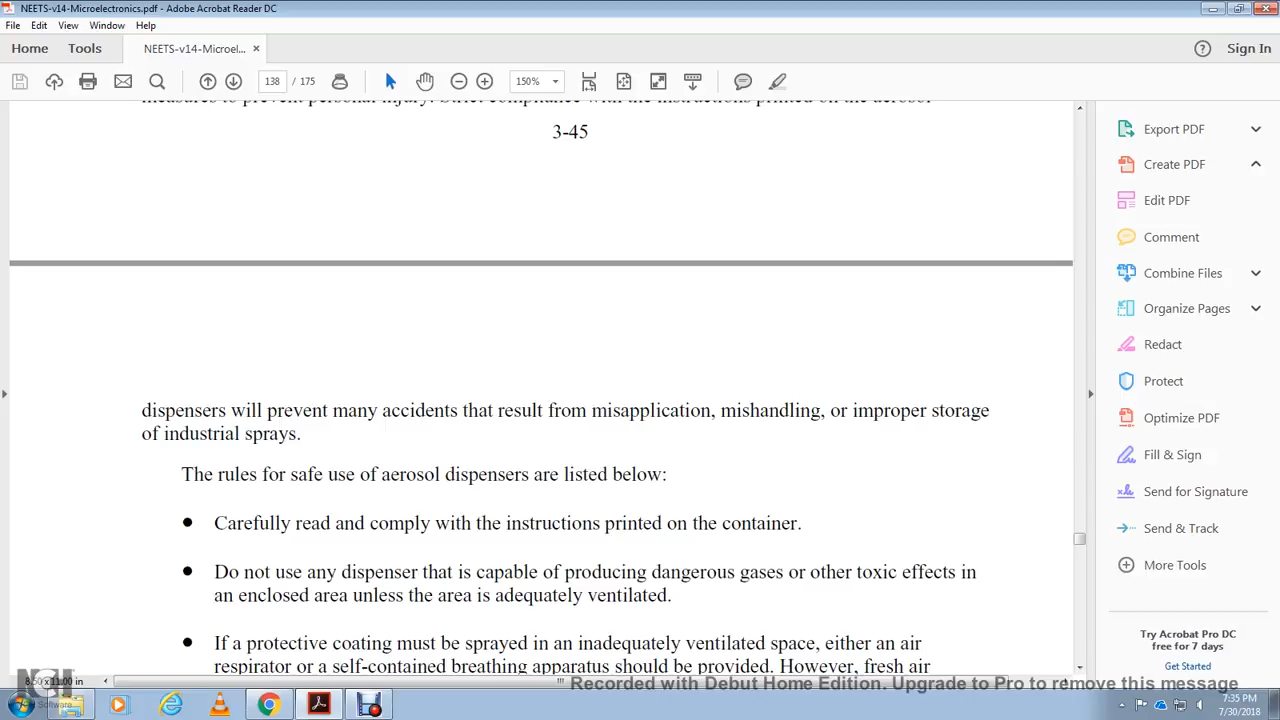 NEETS-v14-Microelectronics.pdf - Adobe Acrobat Reader DC
File Edit View Window Help
Home Tools NEETS-v14-Microel... × Sign In
138 / 175 150%
measures to prevent personal injury. Strict compliance with the instructions printed on the aerosol
3-45
dispensers will prevent many accidents that result from misapplication, mishandling, or improper storage
of industrial sprays.
The rules for safe use of aerosol dispensers are listed below:
● Carefully read and comply with the instructions printed on the container.
● Do not use any dispenser that is capable of producing dangerous gases or other toxic effects in
an enclosed area unless the area is adequately ventilated.
● If a protective coating must be sprayed in an inadequately ventilated space, either an air
respirator or a self-contained breathing apparatus should be provided. However, fresh air
Export PDF
Create PDF
Edit PDF
Comment
Combine Files
Organize Pages
Redact
Protect
Optimize PDF
Fill & Sign
Send for Signature
Send & Track
More Tools
Try Acrobat Pro DC
free for 7 days
Get Started
8.50 x 11.00 in
Recorded with Debut Home Edition. Upgrade to Pro to remove this message
NCH Software
7:35 PM
7/30/2018